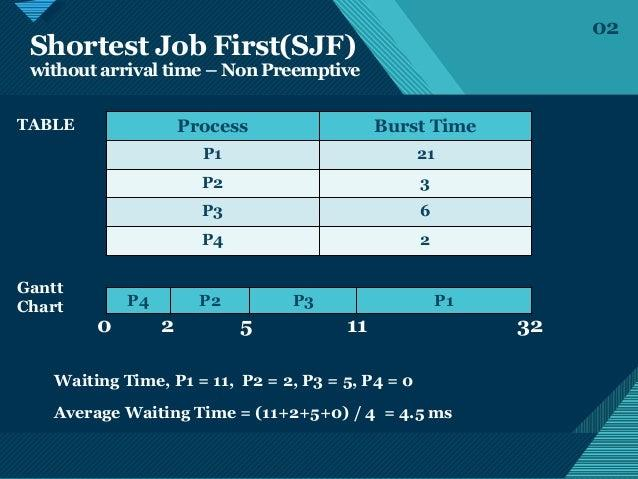 02
Shortest Job First(SJF)
without arrival time – Non Preemptive
TABLE
Process Burst Time
P1 21
P2 3
P3 6
P4 2
Gantt
Chart
P4 P2 P3 P1
0 2 5 11 32
Waiting Time, P1 = 11, P2 = 2, P3 = 5, P4 = 0
Average Waiting Time = (11+2+5+0) / 4 = 4.5 ms